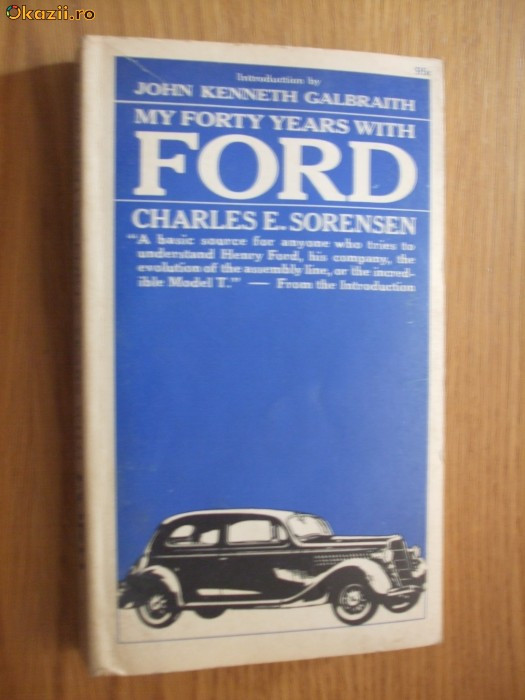 Okazii.ro
95c
Introduction by
JOHN KENNETH GALBRAITH
MY FORTY YEARS WITH
FORD
CHARLES E. SORENSEN
"A basic source for anyone who tries to
understand Henry Ford, his company, the
evolution of the assembly line, or the incred-
ible Model T." — From the Introduction